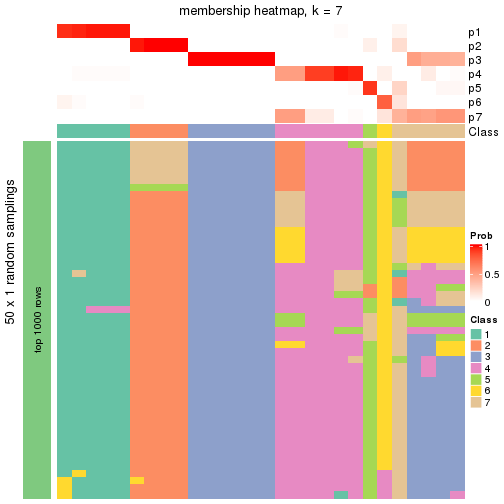 membership heatmap, k = 7
p1
p2
p3
p4
p5
p6
p7
Class
50 x 1 random samplings
top 1000 rows
Prob
1
0.5
0
Class
1
2
3
4
5
6
7